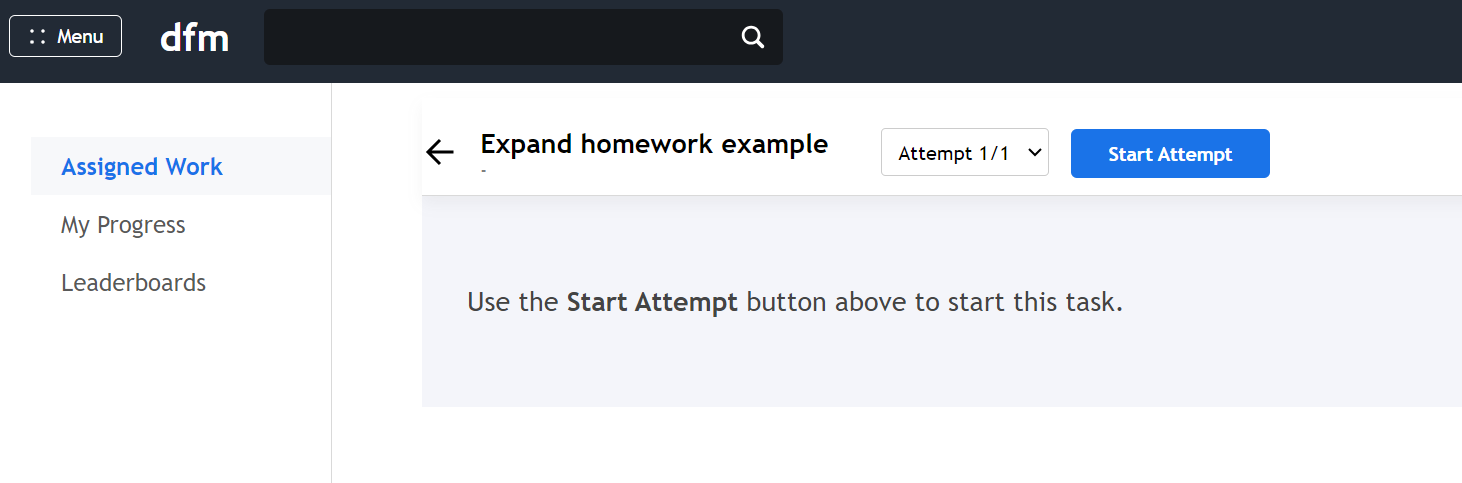 Menu
dfm
Assigned Work
My Progress
Leaderboards
Expand homework example
-
Attempt 1/1
Start Attempt
Use the Start Attempt button above to start this task.